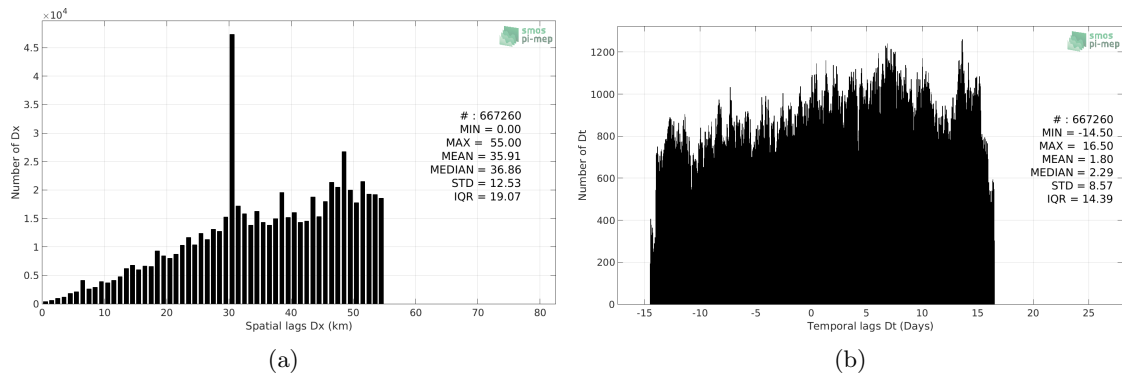 ×10⁴
4.5
4
3.5
3
2.5
2
1.5
1
0.5
0
Number of Dx
0 10 20 30 40 50 60 70 80
Spatial lags Dx (km)
smos
pi-mep
# : 667260
MIN = 0.00
MAX = 55.00
MEAN = 35.91
MEDIAN = 36.86
STD = 12.53
IQR = 19.07
(a)
1200
1000
800
600
400
200
0
Number of Dt
-15 -10 -5 0 5 10 15 20 25
Temporal lags Dt (Days)
smos
pi-mep
# : 667260
MIN = -14.50
MAX = 16.50
MEAN = 1.80
MEDIAN = 2.29
STD = 8.57
IQR = 14.39
(b)